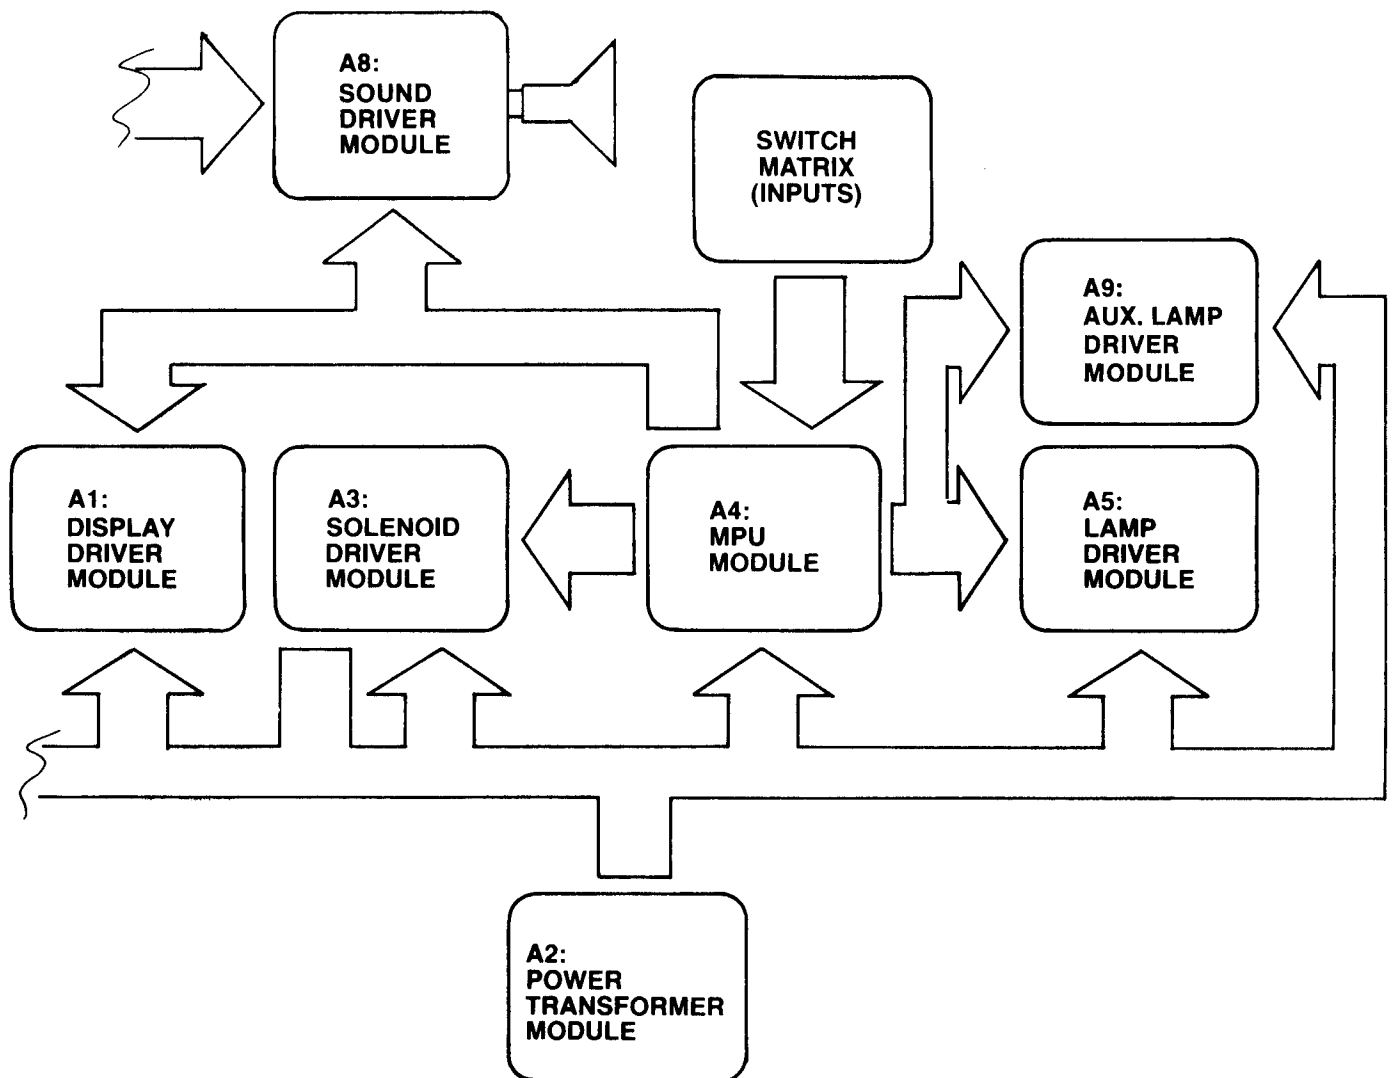 A8:
SOUND
DRIVER
MODULE
SWITCH
MATRIX
(INPUTS)
A9:
AUX. LAMP
DRIVER
MODULE
A1:
DISPLAY
DRIVER
MODULE
A3:
SOLENOID
DRIVER
MODULE
A4:
MPU
MODULE
A5:
LAMP
DRIVER
MODULE
A2:
POWER
TRANSFORMER
MODULE